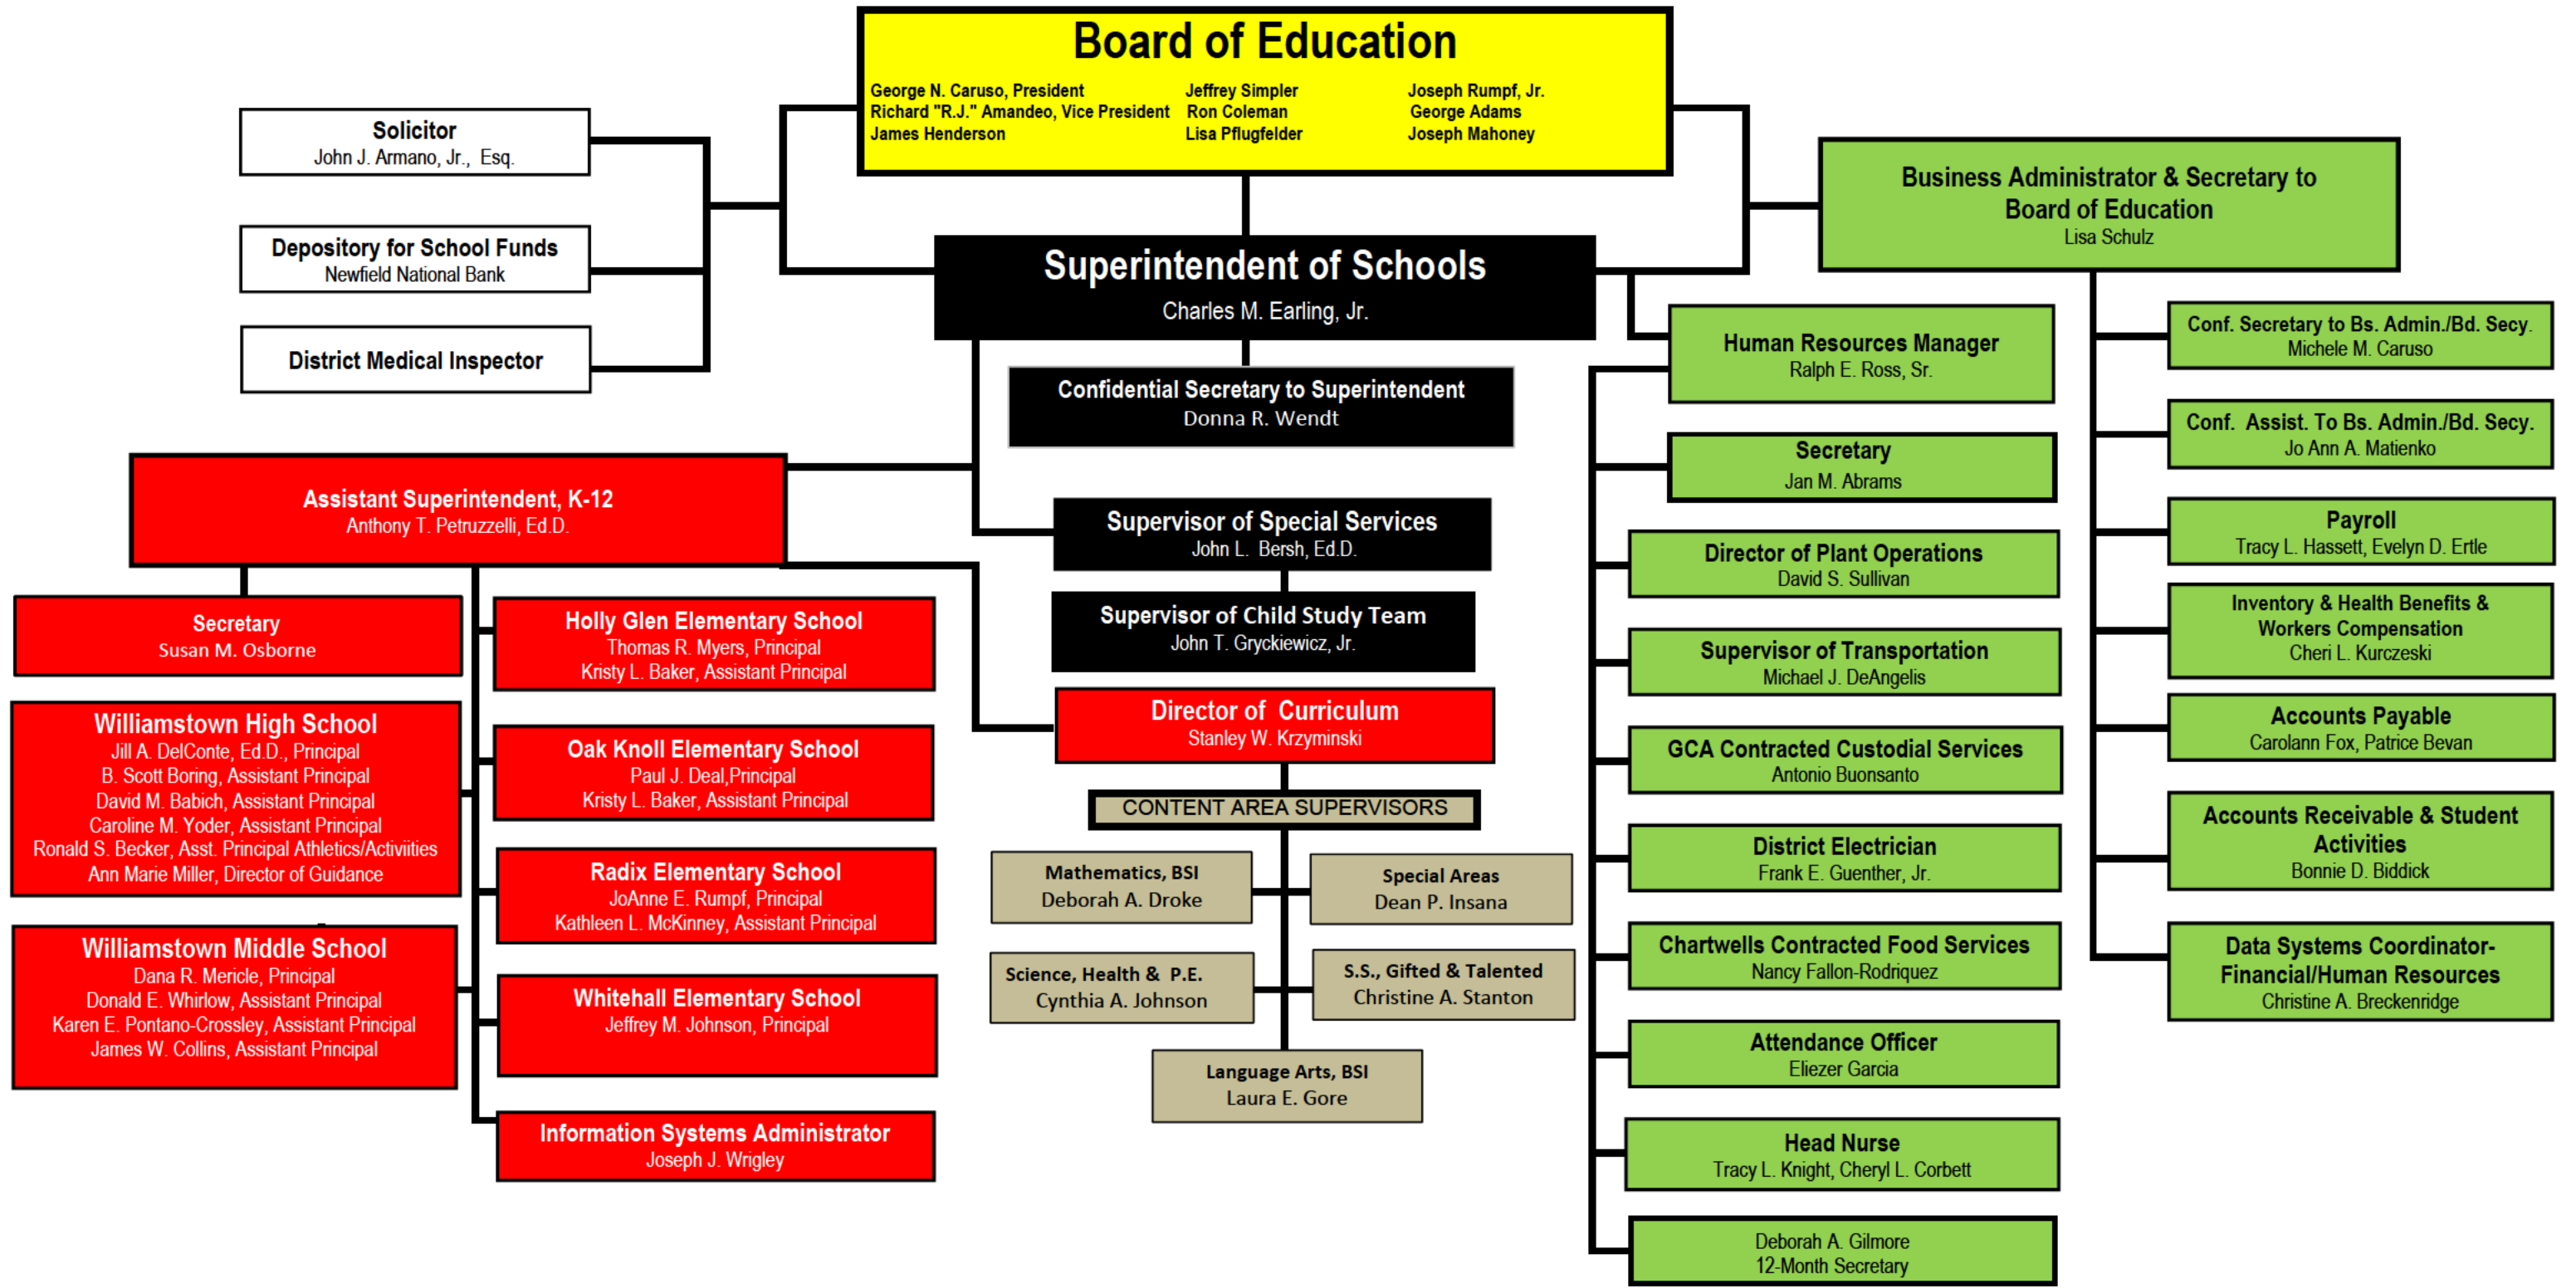 Board of Education
George N. Caruso, President
Richard "R.J." Amandeo, Vice President
James Henderson
Jeffrey Simpler
Ron Coleman
Lisa Pflugfelder
Joseph Rumpf, Jr.
George Adams
Joseph Mahoney
Solicitor
John J. Armano, Jr., Esq.
Depository for School Funds
Newfield National Bank
District Medical Inspector
Superintendent of Schools
Charles M. Earling, Jr.
Business Administrator & Secretary to
Board of Education
Lisa Schulz
Confidential Secretary to Superintendent
Donna R. Wendt
Assistant Superintendent, K-12
Anthony T. Petruzzelli, Ed.D.
Secretary
Susan M. Osborne
Williamstown High School
Jill A. DelConte, Ed.D., Principal
B. Scott Boring, Assistant Principal
David M. Babich, Assistant Principal
Caroline M. Yoder, Assistant Principal
Ronald S. Becker, Asst. Principal Athletics/Activiities
Ann Marie Miller, Director of Guidance
Williamstown Middle School
Dana R. Mericle, Principal
Donald E. Whirlow, Assistant Principal
Karen E. Pontano-Crossley, Assistant Principal
James W. Collins, Assistant Principal
Holly Glen Elementary School
Thomas R. Myers, Principal
Kristy L. Baker, Assistant Principal
Oak Knoll Elementary School
Paul J. Deal,Principal
Kristy L. Baker, Assistant Principal
Radix Elementary School
JoAnne E. Rumpf, Principal
Kathleen L. McKinney, Assistant Principal
Whitehall Elementary School
Jeffrey M. Johnson, Principal
Information Systems Administrator
Joseph J. Wrigley
Supervisor of Special Services
John L. Bersh, Ed.D.
Supervisor of Child Study Team
John T. Gryckiewicz, Jr.
Director of Curriculum
Stanley W. Krzyminski
CONTENT AREA SUPERVISORS
Mathematics, BSI
Deborah A. Droke
Special Areas
Dean P. Insana
Science, Health & P.E.
Cynthia A. Johnson
S.S., Gifted & Talented
Christine A. Stanton
Language Arts, BSI
Laura E. Gore
Human Resources Manager
Ralph E. Ross, Sr.
Secretary
Jan M. Abrams
Director of Plant Operations
David S. Sullivan
Supervisor of Transportation
Michael J. DeAngelis
GCA Contracted Custodial Services
Antonio Buonsanto
District Electrician
Frank E. Guenther, Jr.
Chartwells Contracted Food Services
Nancy Fallon-Rodriquez
Attendance Officer
Eliezer Garcia
Head Nurse
Tracy L. Knight, Cheryl L. Corbett
Deborah A. Gilmore
12-Month Secretary
Conf. Secretary to Bs. Admin./Bd. Secy.
Michele M. Caruso
Conf. Assist. To Bs. Admin./Bd. Secy.
Jo Ann A. Matienko
Payroll
Tracy L. Hassett, Evelyn D. Ertle
Inventory & Health Benefits &
Workers Compensation
Cheri L. Kurczeski
Accounts Payable
Carolann Fox, Patrice Bevan
Accounts Receivable & Student
Activities
Bonnie D. Biddick
Data Systems Coordinator-
Financial/Human Resources
Christine A. Breckenridge